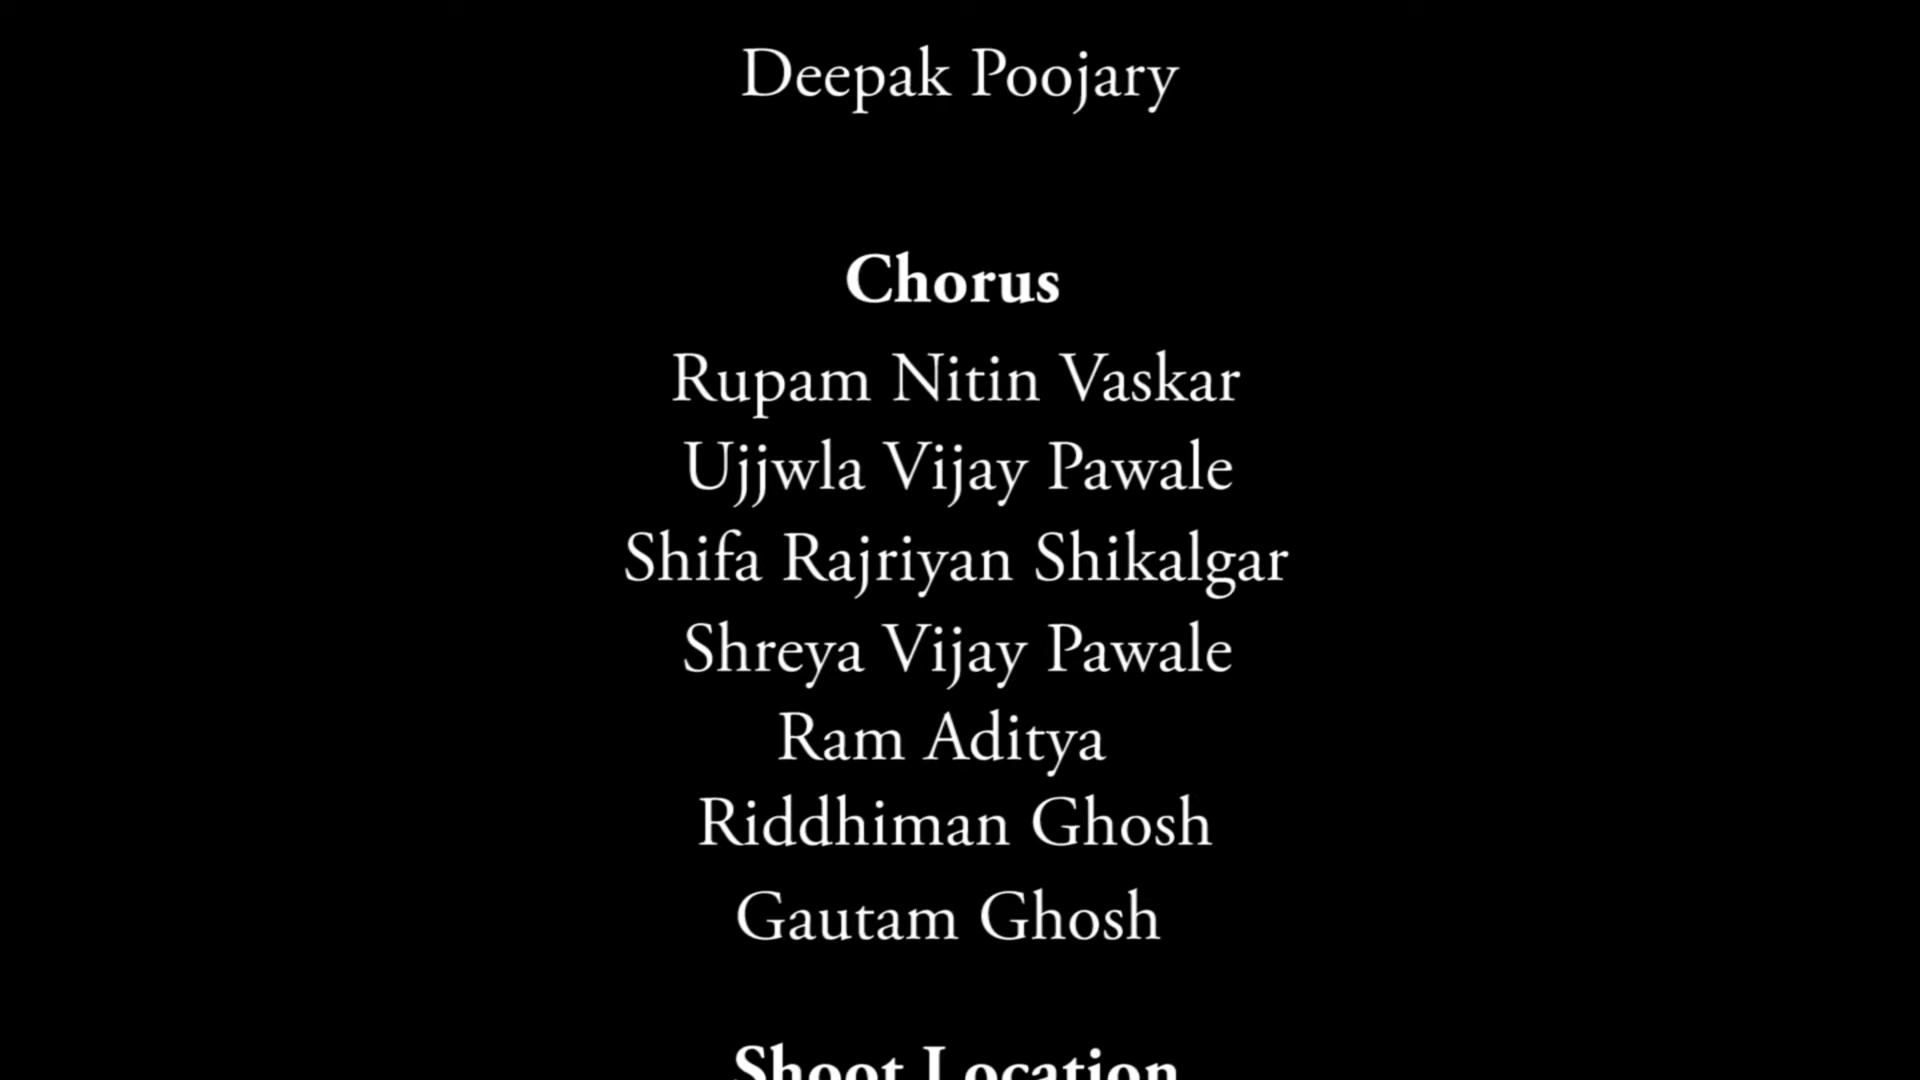 Deepak Poojary
Chorus
Rupam Nitin Vaskar
Ujjwla Vijay Pawale
Shifa Rajriyan Shikalgar
Shreya Vijay Pawale
Ram Aditya
Riddhiman Ghosh
Gautam Ghosh
Shoot Location